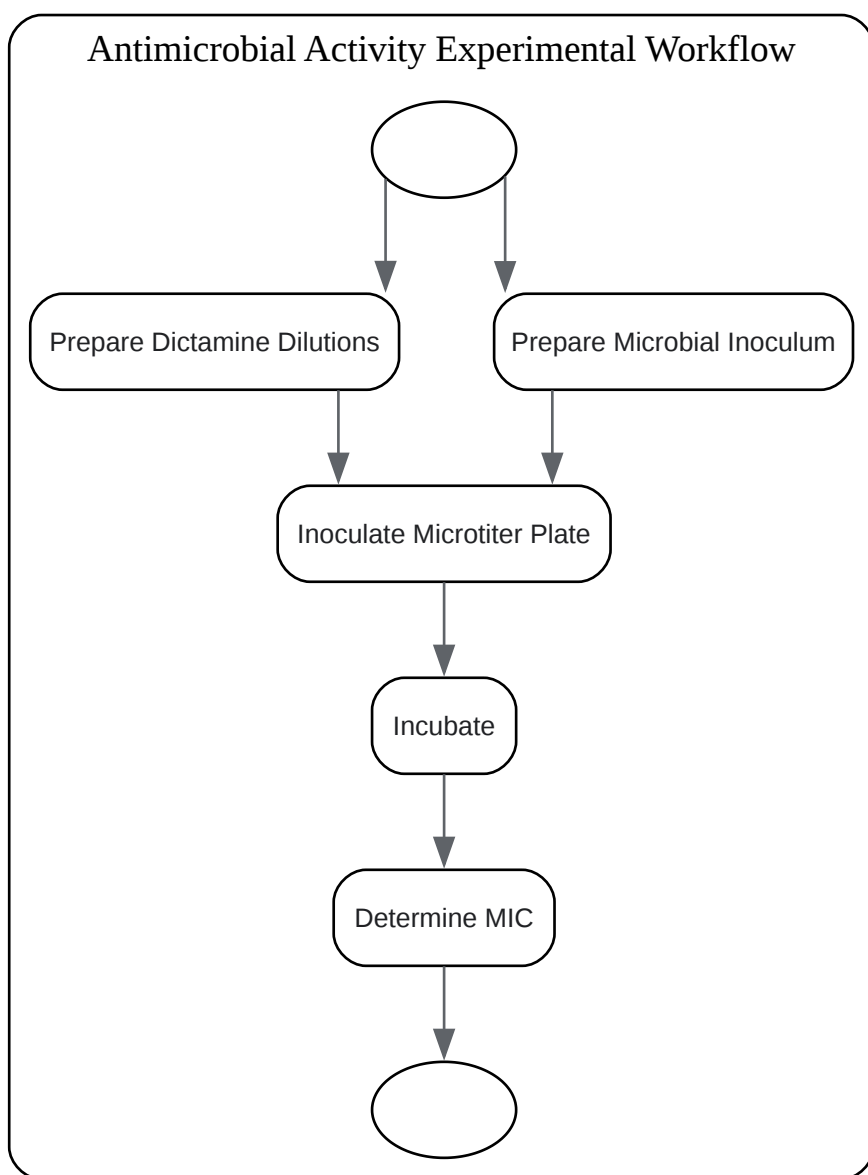 Antimicrobial Activity Experimental Workflow
Prepare Dictamine Dilutions
Prepare Microbial Inoculum
Inoculate Microtiter Plate
Incubate
Determine MIC